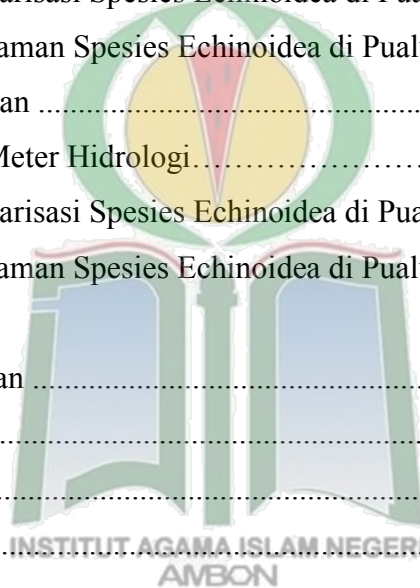 arisasi Spesies Echinoidea di Pua
aman Spesies Echinoidea di Pual
an ......................................................
Meter Hidrologi……………………
arisasi Spesies Echinoidea di Pua
aman Spesies Echinoidea di Pual
an ......................................................
..........................................................
..........................................................
..........................................................
INSTITUT AGAMA ISLAM NEGERI
AMBON